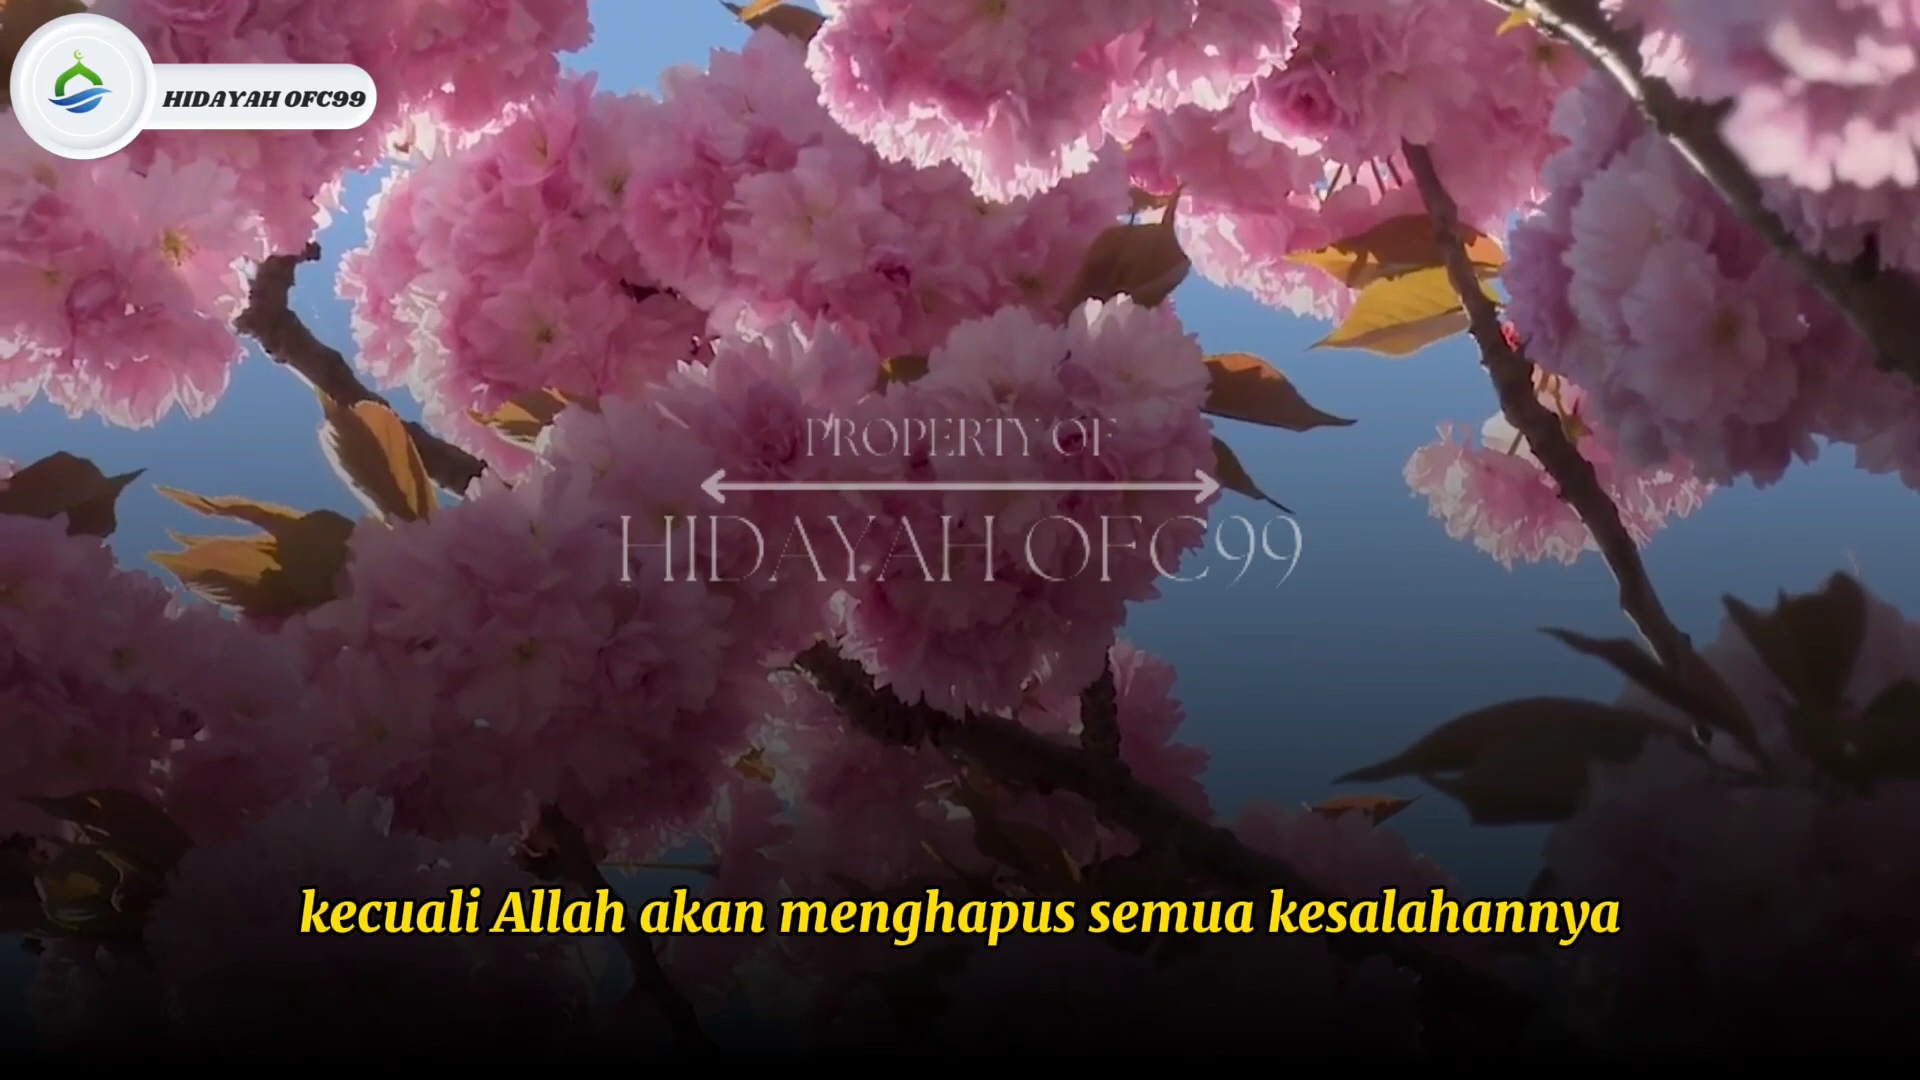 HIDAYAH OFC99
PROPERTY OF
HIDAYAH OFC99
kecuali Allah akan menghapus semua kesalahannya